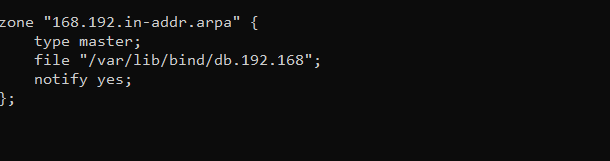 zone "168.192.in-addr.arpa" {
    type master;
    file "/var/lib/bind/db.192.168";
    notify yes;
};